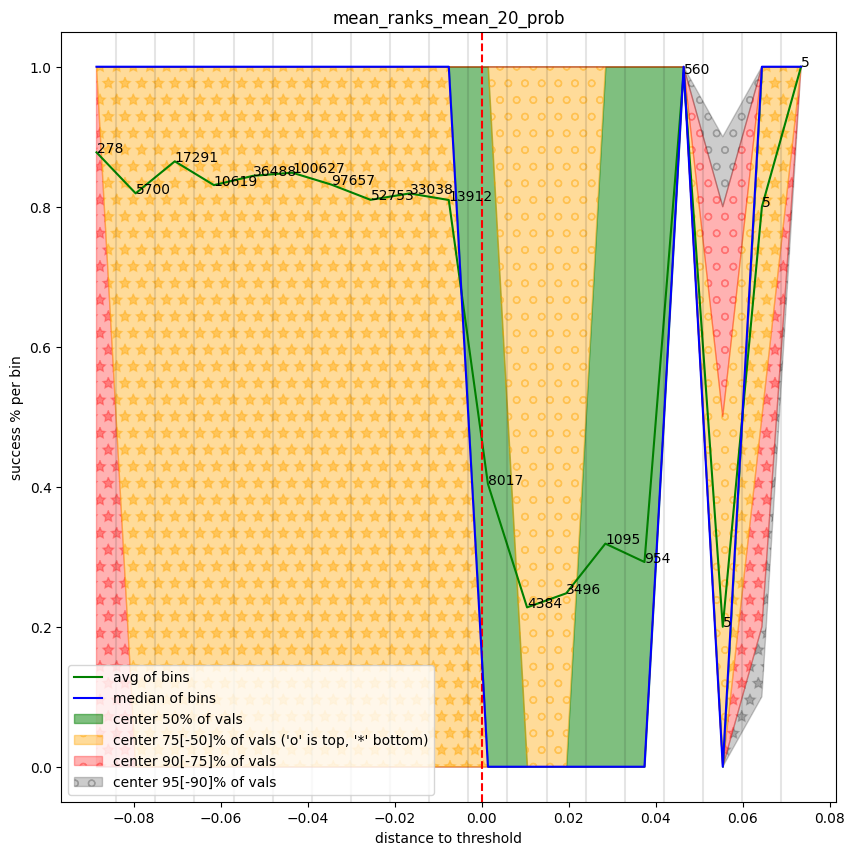 mean_ranks_mean_20_prob
1.0
0.8
0.6
0.4
0.2
0.0
success % per bin
278
5700
17291
10619
36488
100627
97657
52753
33038
13912
8017
4384
3496
1095
954
560
5
5
5
avg of bins
median of bins
center 50% of vals
center 75[-50]% of vals ('o' is top, '*' bottom)
center 90[-75]% of vals
center 95[-90]% of vals
−0.08 −0.06 −0.04 −0.02 0.00 0.02 0.04 0.06 0.08
distance to threshold